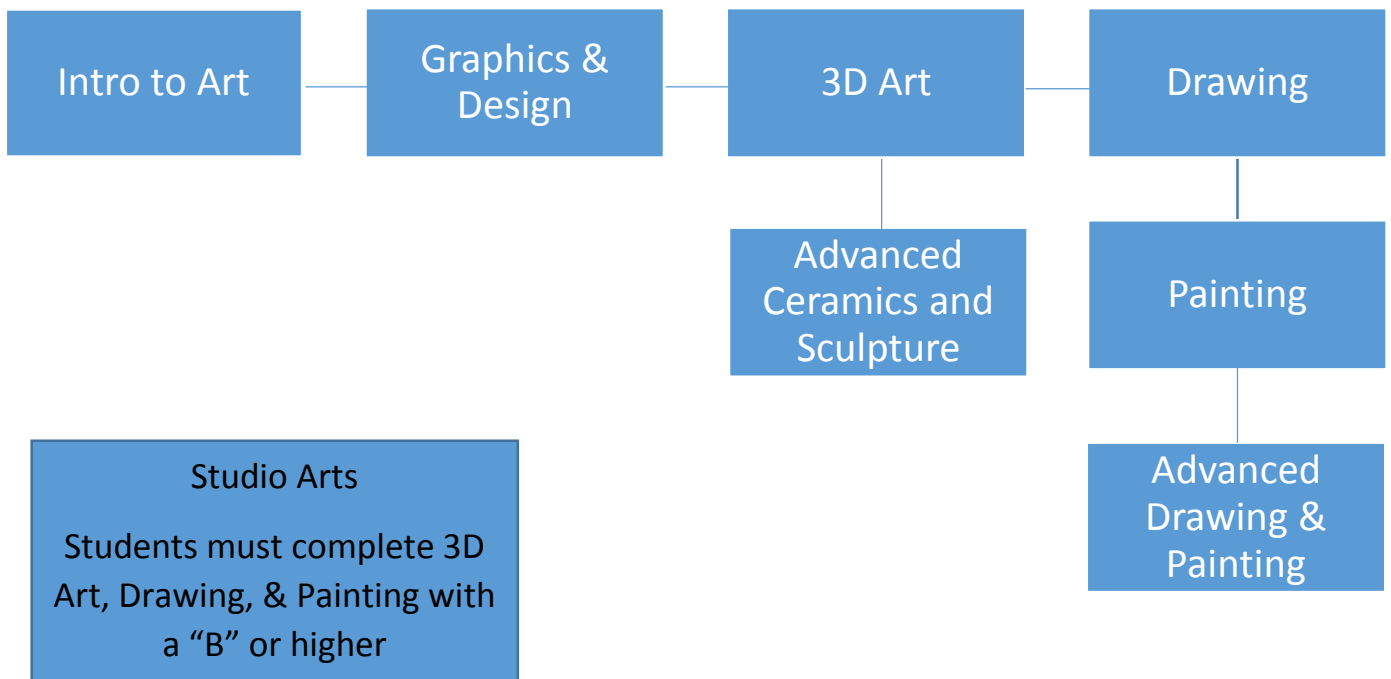 Intro to Art
Graphics &
Design
3D Art
Drawing
Advanced
Ceramics and
Sculpture
Painting
Advanced
Drawing &
Painting
Studio Arts
Students must complete 3D
Art, Drawing, & Painting with
a “B” or higher